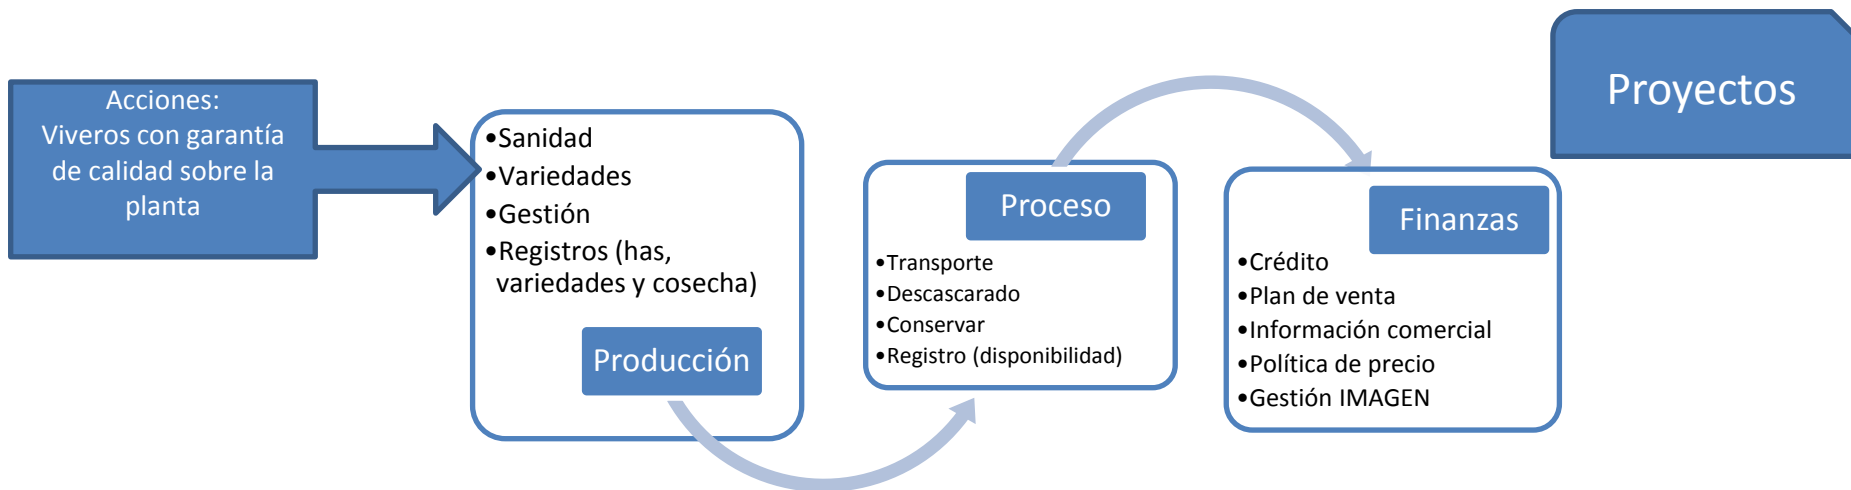 Acciones:
Viveros con garantía
de calidad sobre la
planta
•Sanidad
•Variedades
•Gestión
•Registros (has,
variedades y cosecha)
Producción
Proceso
•Transporte
•Descascarado
•Conservar
•Registro (disponibilidad)
Finanzas
•Crédito
•Plan de venta
•Información comercial
•Política de precio
•Gestión IMAGEN
Proyectos